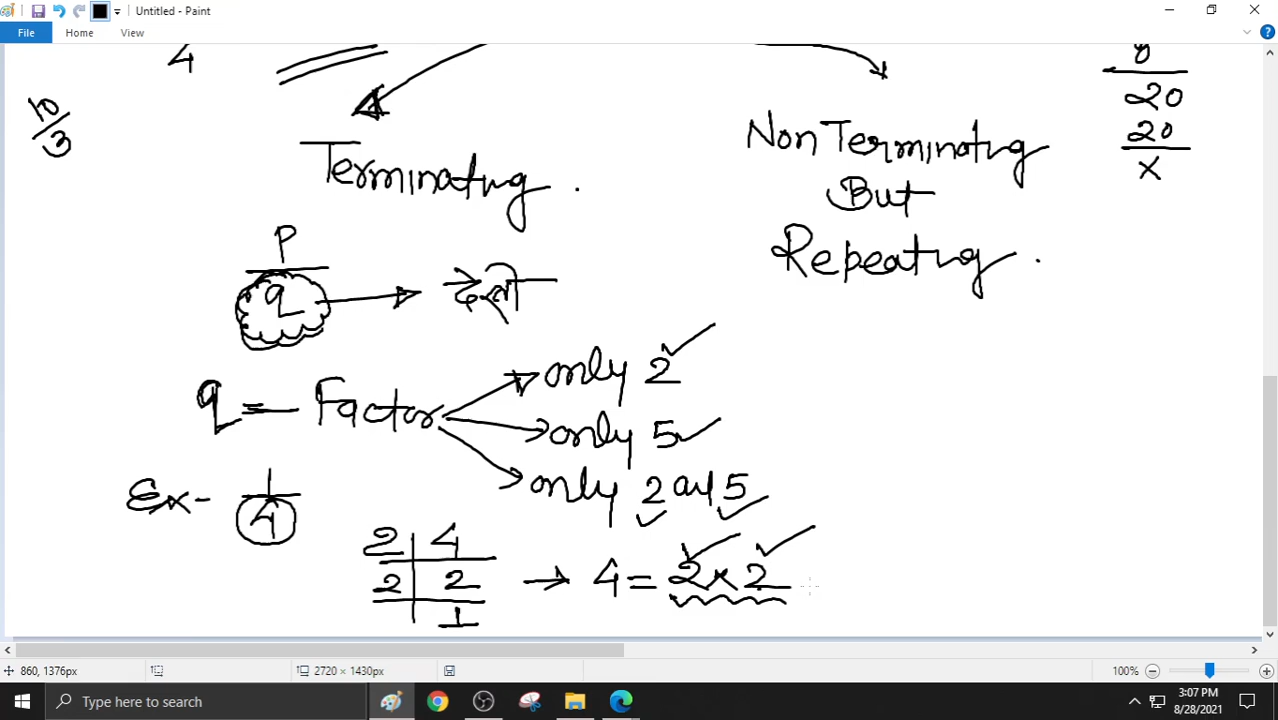 Untitled - Paint
File Home View
4
10/3
8
20
20
x
Terminating.
Non Terminating
But
Repeating.
P
q → देखो
q = Factor
only 2 ✓
only 5 ✓
only 2 and 5
Ex- 1/4
2 | 4
2 | 2
1
→ 4 = 2 × 2
860, 1376px
2720 × 1430px
100%
Type here to search
3:07 PM
8/28/2021